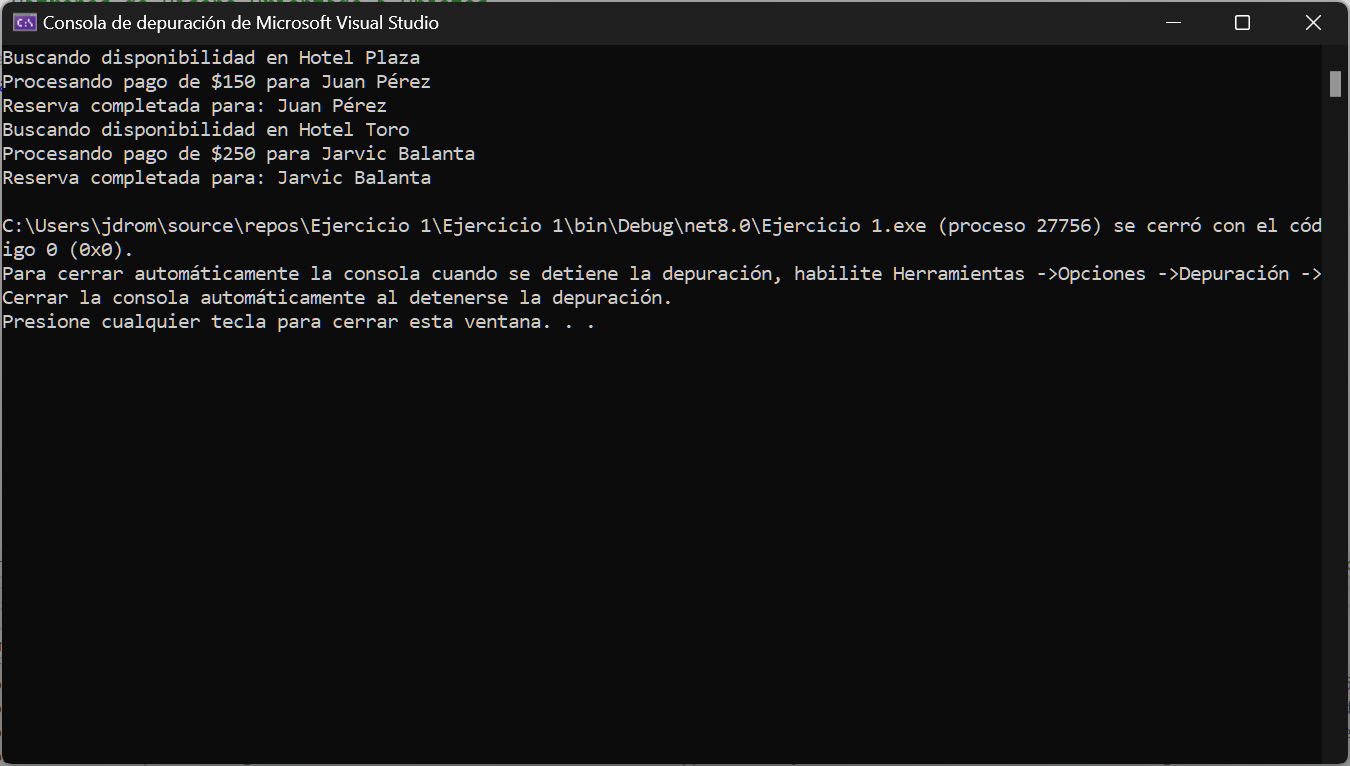 Consola de depuración de Microsoft Visual Studio
Buscando disponibilidad en Hotel Plaza
Procesando pago de $150 para Juan Pérez
Reserva completada para: Juan Pérez
Buscando disponibilidad en Hotel Toro
Procesando pago de $250 para Jarvic Balanta
Reserva completada para: Jarvic Balanta
C:\Users\jdrom\source\repos\Ejercicio 1\Ejercicio 1\bin\Debug\net8.0\Ejercicio 1.exe (proceso 27756) se cerró con el cód
igo 0 (0x0).
Para cerrar automáticamente la consola cuando se detiene la depuración, habilite Herramientas ->Opciones ->Depuración ->
Cerrar la consola automáticamente al detenerse la depuración.
Presione cualquier tecla para cerrar esta ventana. . .